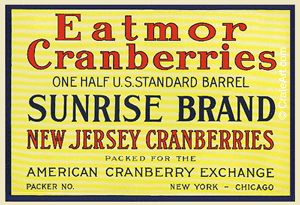 Eatmor
Cranberries
ONE HALF U.S. STANDARD BARREL
SUNRISE BRAND
NEW JERSEY CRANBERRIES
PACKED FOR THE
AMERICAN CRANBERRY EXCHANGE
PACKER NO. NEW YORK - CHICAGO